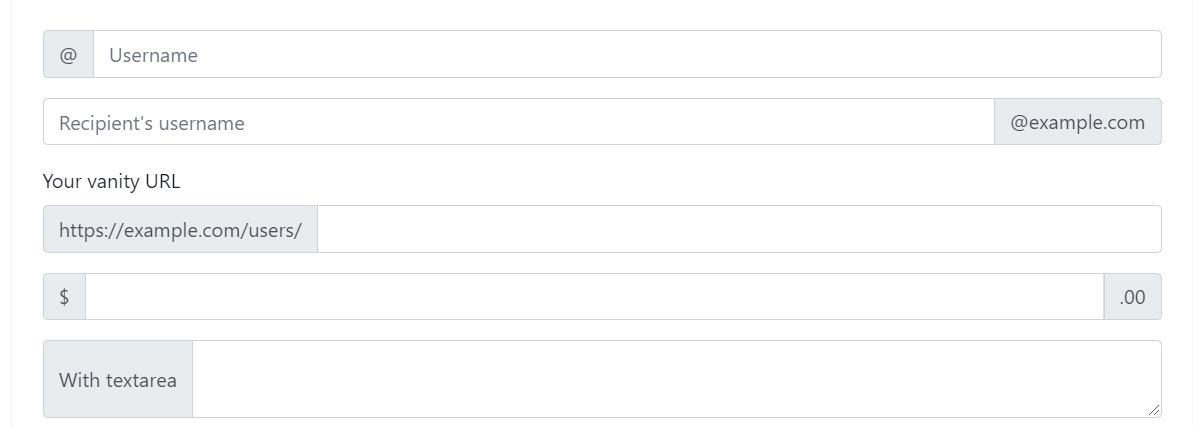 @ Username
Recipient's username @example.com
Your vanity URL
https://example.com/users/
$ .00
With textarea